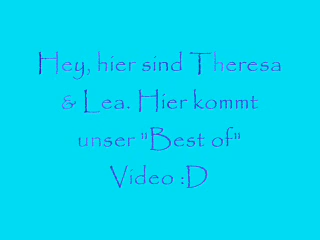 Hey, hier sind Theresa
& Lea. Hier kommt
unser "Best of"
Video :D